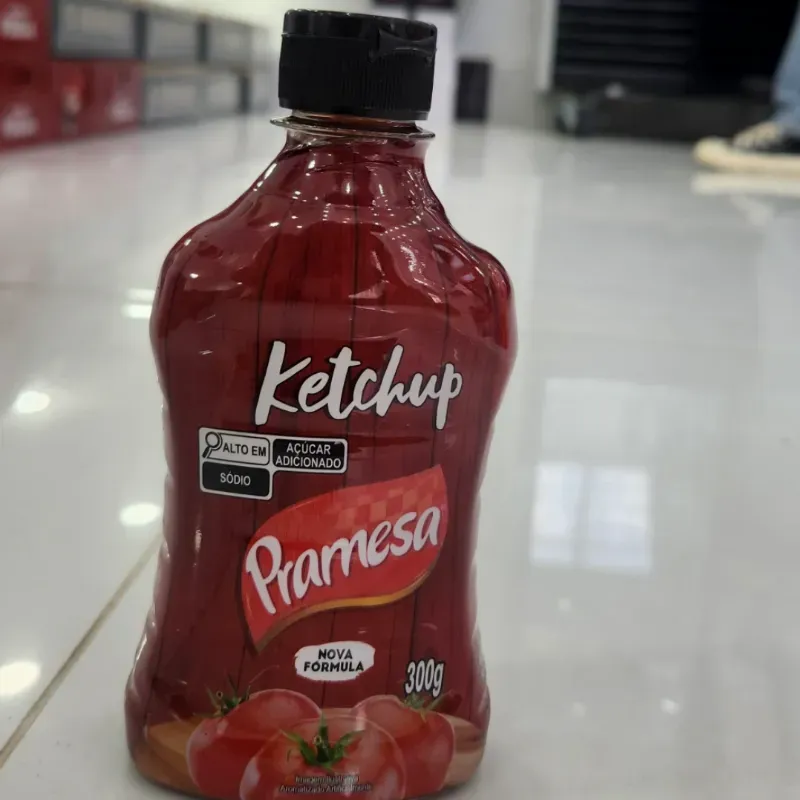 Ketchup
ALTO EM
AÇÚCAR
ADICIONADO
SÓDIO
Pramesa
NOVA
FÓRMULA
300g